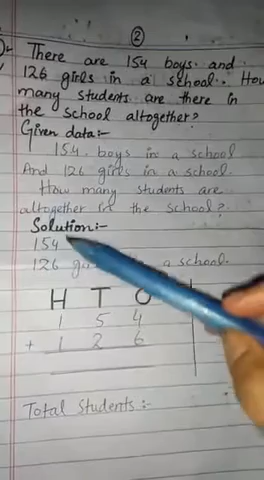 ②
There are 154 boys and
126 girls in a school. How
many students are there in
the school altogether?
Given data:-
154 boys in a school
And 126 girls in a school.
How many students are
altogether in the school?
Solution:-
154
126 a school.
H T O
1 5 4
+ 1 2 6
Total Students:-